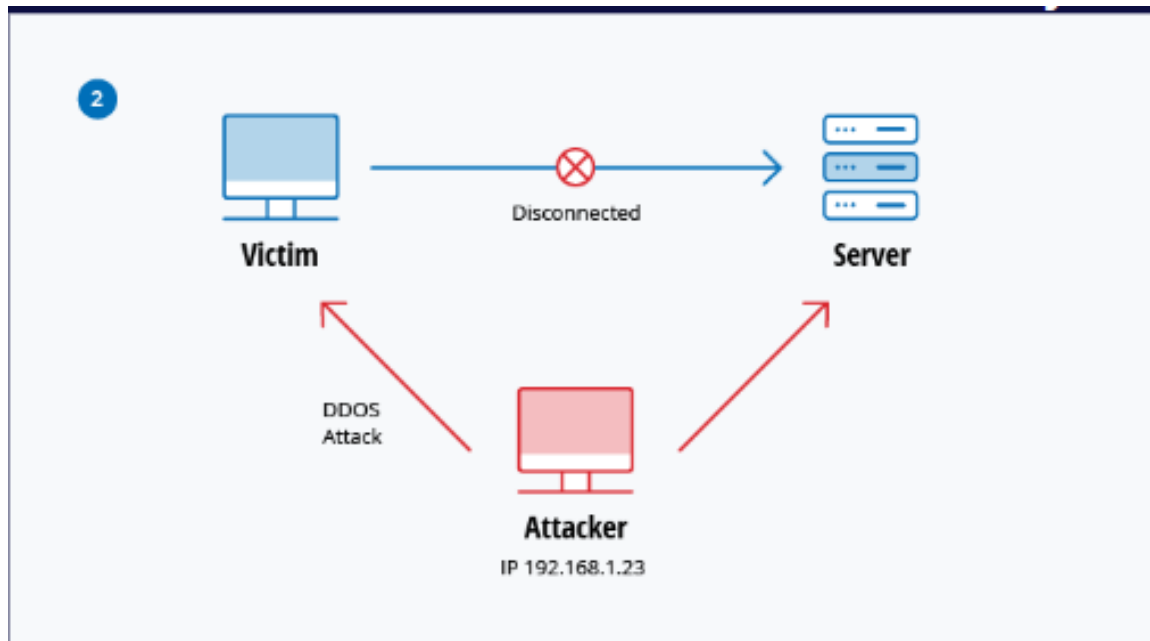 2
Disconnected
Victim
Server
DDOS
Attack
Attacker
IP 192.168.1.23